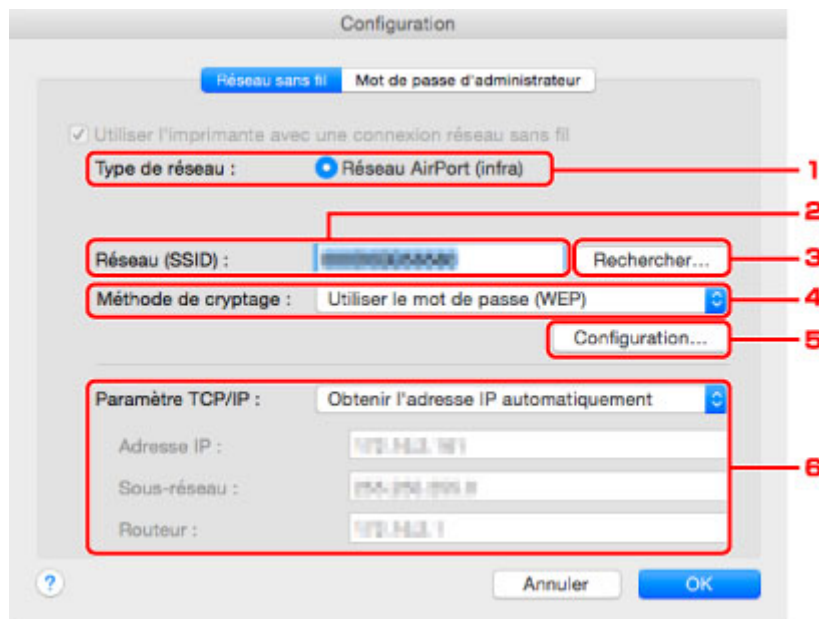 Configuration
Réseau sans fil Mot de passe d'administrateur
Utiliser l'imprimante avec une connexion réseau sans fil
Type de réseau : Réseau AirPort (infra) 1
2
Réseau (SSID) : Rechercher... 3
Méthode de cryptage : Utiliser le mot de passe (WEP) 4
Configuration... 5
Paramètre TCP/IP : Obtenir l'adresse IP automatiquement
Adresse IP :
6
Sous-réseau :
Routeur :
? Annuler OK